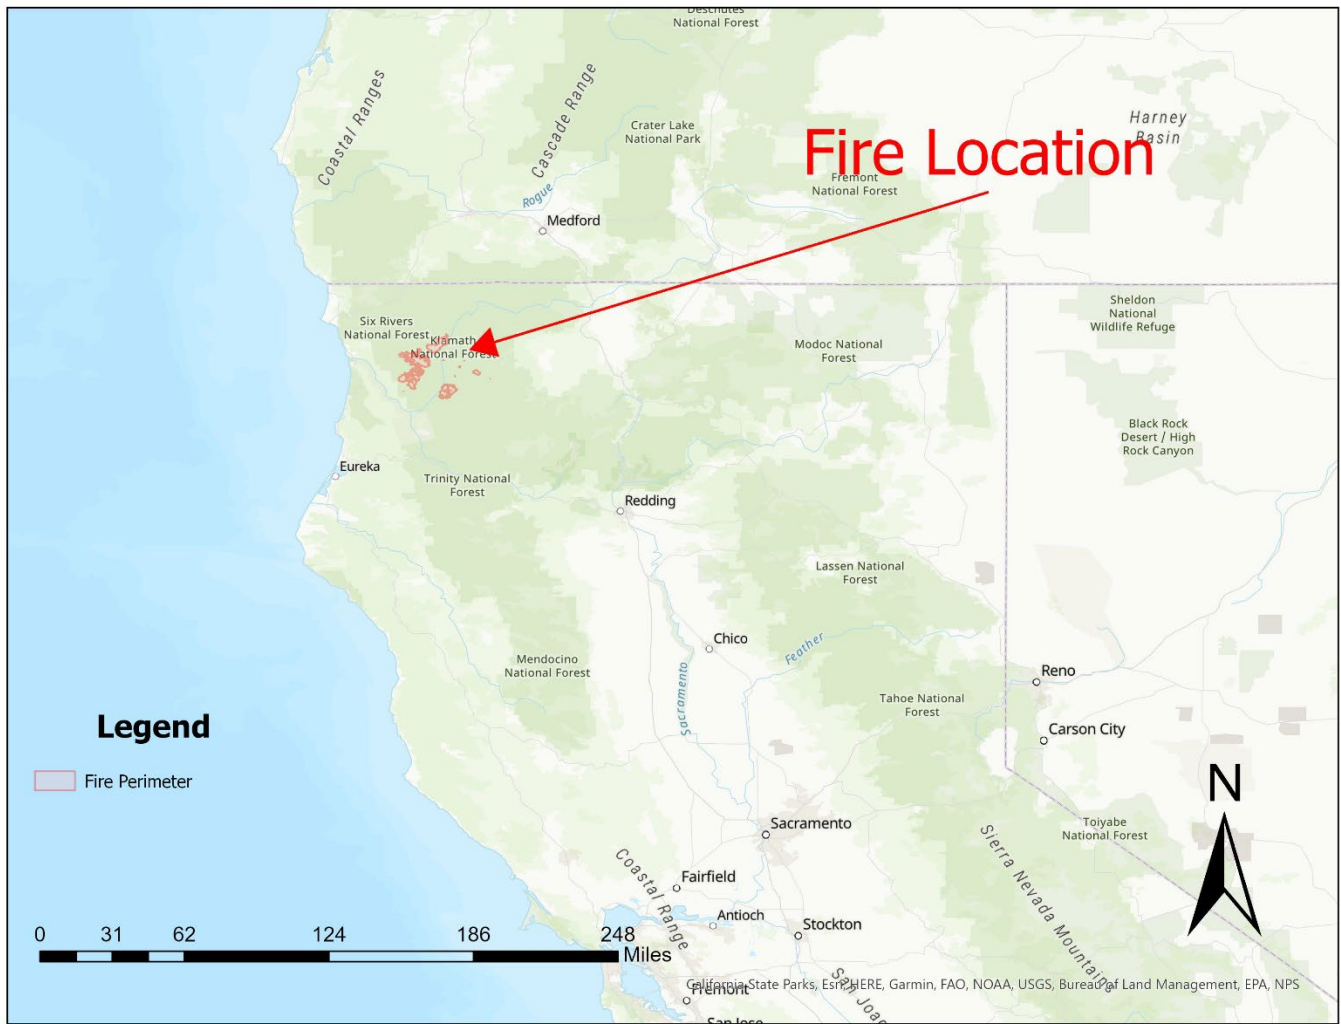 Deschutes
National Forest
Coastal Ranges
Cascade Range
Crater Lake
National Park
Harney
Basin
Fire Location
Fremont
National Forest
Rogue
Medford
Six Rivers
National Forest
Klamath
National Forest
Modoc National
Forest
Sheldon
National
Wildlife Refuge
Black Rock
Desert / High
Rock Canyon
Eureka
Trinity National
Forest
Redding
Lassen National
Forest
Chico
Feather
Sacramento
Mendocino
National Forest
Reno
Tahoe National
Forest
Carson City
Legend
Fire Perimeter
N
Toiyabe
National Forest
Sacramento
Sierra Nevada Mountains
Coastal Range
Fairfield
Antioch
Stockton
0 31 62 124 186 248
Miles
San Joaq
California State Parks, Esri, HERE, Garmin, FAO, NOAA, USGS, Bureau of Land Management, EPA, NPS
Fremont
San Jose